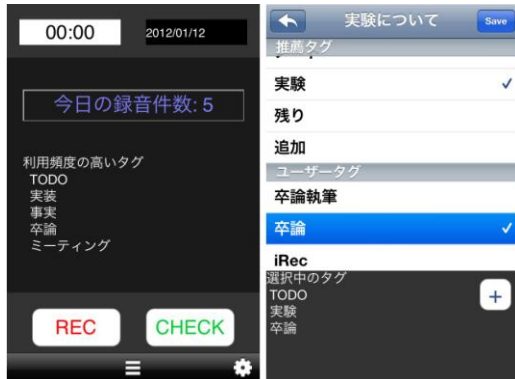 00:00
2012/01/12
今日の録音件数: 5
利用頻度の高いタグ
TODO
実装
事実
卒論
ミーティング
REC
CHECK
実験について
Save
推薦タグ
実験
残り
追加
ユーザータグ
卒論執筆
卒論
iRec
選択中のタグ
TODO
実験
卒論